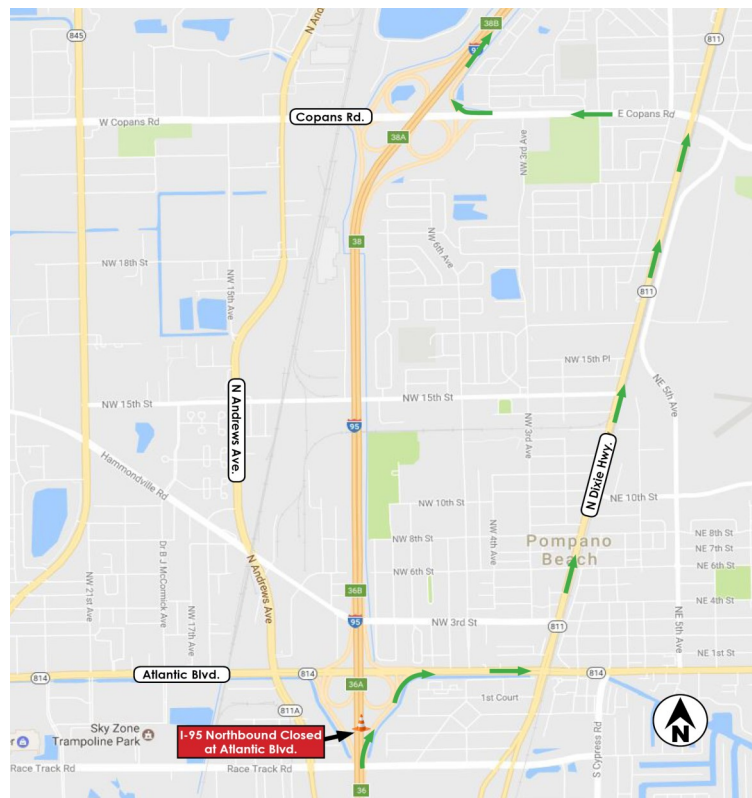 845
N Andr
38B
95
811
W Copans Rd
Copans Rd.
E Copans Rd
38A
NW 3rd Ave
38
NW 6th Ave
NW 18th St
NW 15th Ave
811
NW 15th Pl
NE 5th Ave
N Andrews Ave.
NW 15th St
NW 15th St
95
NW 3rd Ave
N Dixie Hwy.
Hammondville Rd
NW 10th St
NE 10th St
NW 8th St
NW 4th Ave
Pompano
Beach
NE 8th St
NE 7th St
NE 6th St
Dr B J McCormick Ave
N Andrews Ave
NW 6th St
36B
NW 21st Ave
NW 17th Ave
95
NW 3rd St
811
NE 4th St
NE 5th Ave
NE 1st St
814
Atlantic Blvd.
814
36A
814
1st Court
811A
Sky Zone
Trampoline Park
I-95 Northbound Closed
at Atlantic Blvd.
N
S Cypress Rd
Race Track Rd
Race Track Rd
36